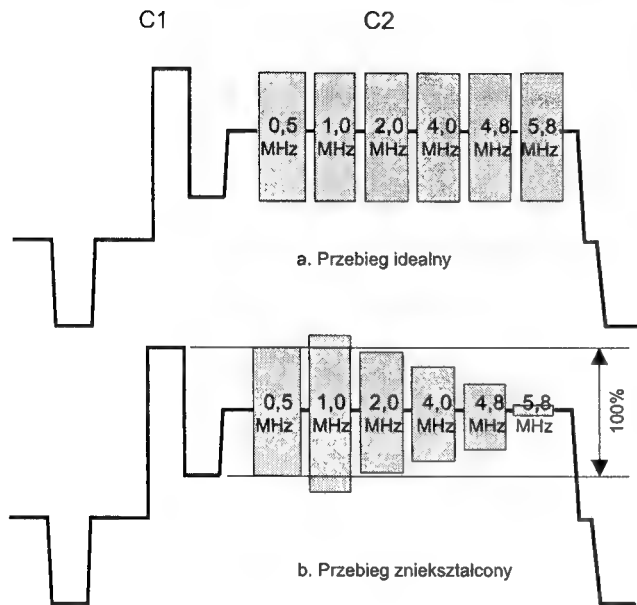 C1 C2
0,5 1,0 2,0 4,0 4,8 5,8
MHz MHz MHz MHz MHz MHz
a. Przebieg idealny
0,5 1,0 2,0 4,0 4,8 5,8
MHz MHz MHz MHz MHz MHz
100%
b. Przebieg zniekształcony